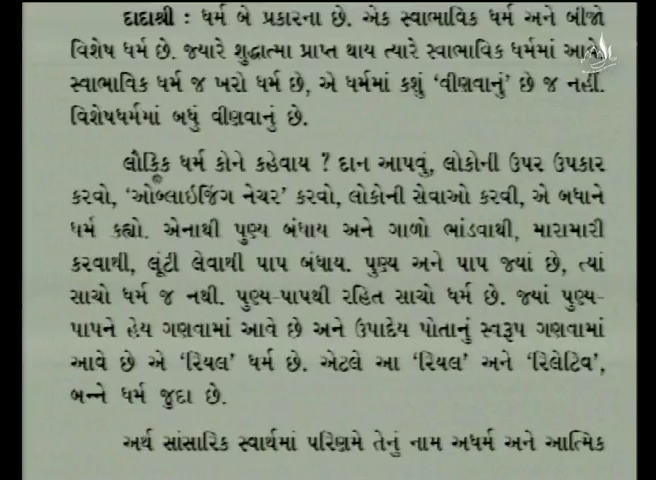 દાદાશ્રી : ધર્મ બે પ્રકારના છે. એક સ્વાભાવિક ધર્મ અને બીજો
વિશેષ ધર્મ છે. જ્યારે શુદ્ધાત્મા પ્રાપ્ત થાય ત્યારે સ્વાભાવિક ધર્મમાં
સ્વાભાવિક ધર્મ જ ખરો ધર્મ છે, એ ધર્મમાં કશું ‘વીણવાનું’ છે જ નહીં.
વિશેષધર્મમાં બધું વીણવાનું છે.
લૌકિક ધર્મ કોને કહેવાય ? દાન આપવું, લોકોની ઉપર ઉપકાર
કરવો, ‘ઓબ્લાઇજિંગ નેચર’ કરવો, લોકોની સેવાઓ કરવી, એ બધાને
ધર્મ કહ્યો. એનાથી પુણ્ય બંધાય અને ગાળો ભાંડવાથી, મારામારી
કરવાથી, લૂંટી લેવાથી પાપ બંધાય. પુણ્ય અને પાપ જ્યાં છે, ત્યાં
સાચો ધર્મ જ નથી. પુણ્ય-પાપથી રહિત સાચો ધર્મ છે. જ્યાં પુણ્ય-
પાપને હેય ગણવામાં આવે છે અને ઉપાદેય પોતાનું સ્વરૂપ ગણવામાં
આવે છે એ ‘રિયલ’ ધર્મ છે. એટલે આ ‘રિયલ’ અને ‘રિલેટિવ’,
બન્ને ધર્મ જુદા છે.
અર્થ સાંસારિક સ્વાર્થમાં પરિણમે તેનું નામ અધર્મ અને આત્મિક